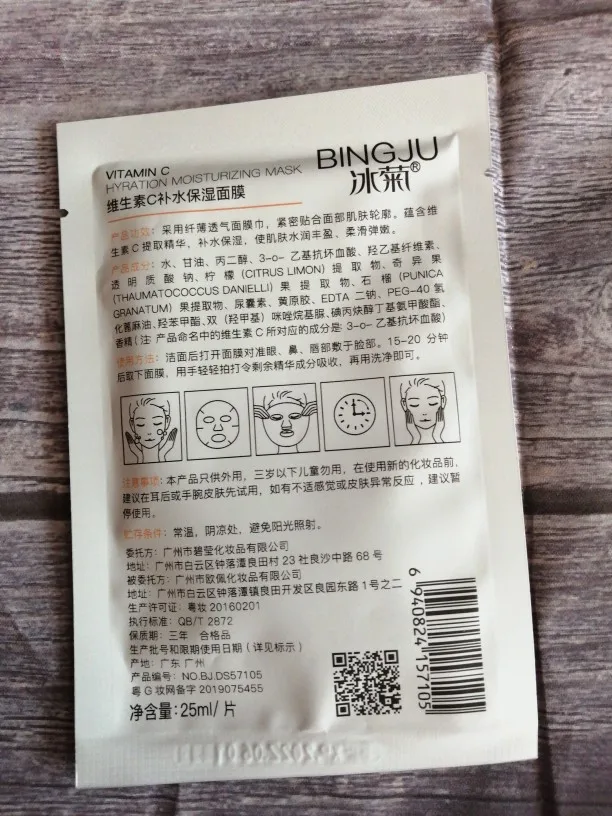 VITAMIN C
HYRATION MOISTURIZING MASK
维生素C补水保湿面膜
BINGJU
冰菊®
产品功效：采用纤薄透气面膜巾，紧密贴合面部肌肤轮廓。蕴含维
生素C提取精华，补水保湿，使肌肤水润丰盈、柔滑弹嫩。
产品成分：水、甘油、丙二醇、3-o-乙基抗坏血酸、羟乙基纤维素、
透明质酸钠、柠檬(CITRUS LIMON)提取物、奇异果
(THAUMATOCOCCUS DANIELLI)果提取物、石榴(PUNICA
GRANATUM)果提取物、尿囊素、黄原胶、EDTA二钠、PEG-40氢
化蓖麻油、羟苯甲酯、双(羟甲基)咪唑烷基脲、碘丙炔醇丁基氨甲酸酯、
香精(注 产品命名中的维生素C所对应的成分是3-o-乙基抗坏血酸)
使用方法：洁面后打开面膜对准眼、鼻、唇部敷于脸部。15-20 分钟
后取下面膜，用手轻轻拍打令剩余精华成分吸收，再用洗净即可。
注意事项：本产品只供外用，三岁以下儿童勿用，在使用新的化妆品前，
建议在耳后或手腕皮肤先试用，如有不适感觉或皮肤异常反应，建议暂
停使用。
贮存条件：常温，阴凉处，避免阳光照射。
委托方：广州市碧莹化妆品有限公司
地址：广州市白云区钟落潭良田村 23 社良沙中路 68 号
被委托方：广州市欧佩化妆品有限公司
地址：广州市白云区钟落潭镇良田开发区良园东路 1号之二
生产许可证：粤妆 20160201
执行标准：QB/T 2872
保质期：三年 合格品
生产批号和限期使用日期（详见标示）
产地：广东 广州
产品编号：NO.BJ.DS57105
粤G妆网备字 2019075455
净含量：25ml/片
6 940824 157105